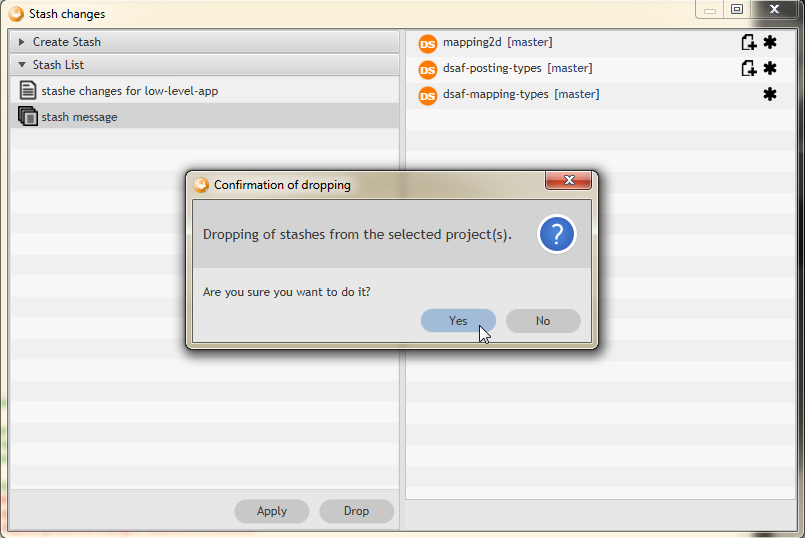 Stash changes
Create Stash
Stash List
stashe changes for low-level-app
stash message
DS mapping2d [master]
DS dsaf-posting-types [master]
DS dsaf-mapping-types [master]
Confirmation of dropping
Dropping of stashes from the selected project(s).
?
Are you sure you want to do it?
Yes No
Apply Drop